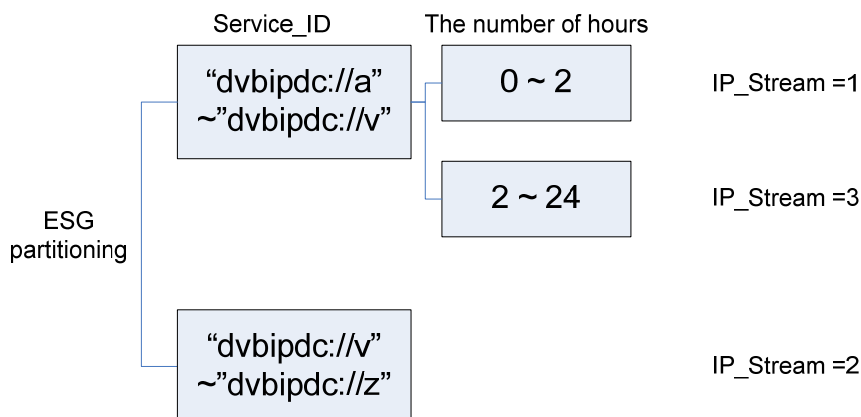 Service_ID
The number of hours
“dvbipdc://a”
~”dvbipdc://v”
0 ~ 2
IP_Stream =1
2 ~ 24
IP_Stream =3
ESG
partitioning
“dvbipdc://v”
~”dvbipdc://z”
IP_Stream =2